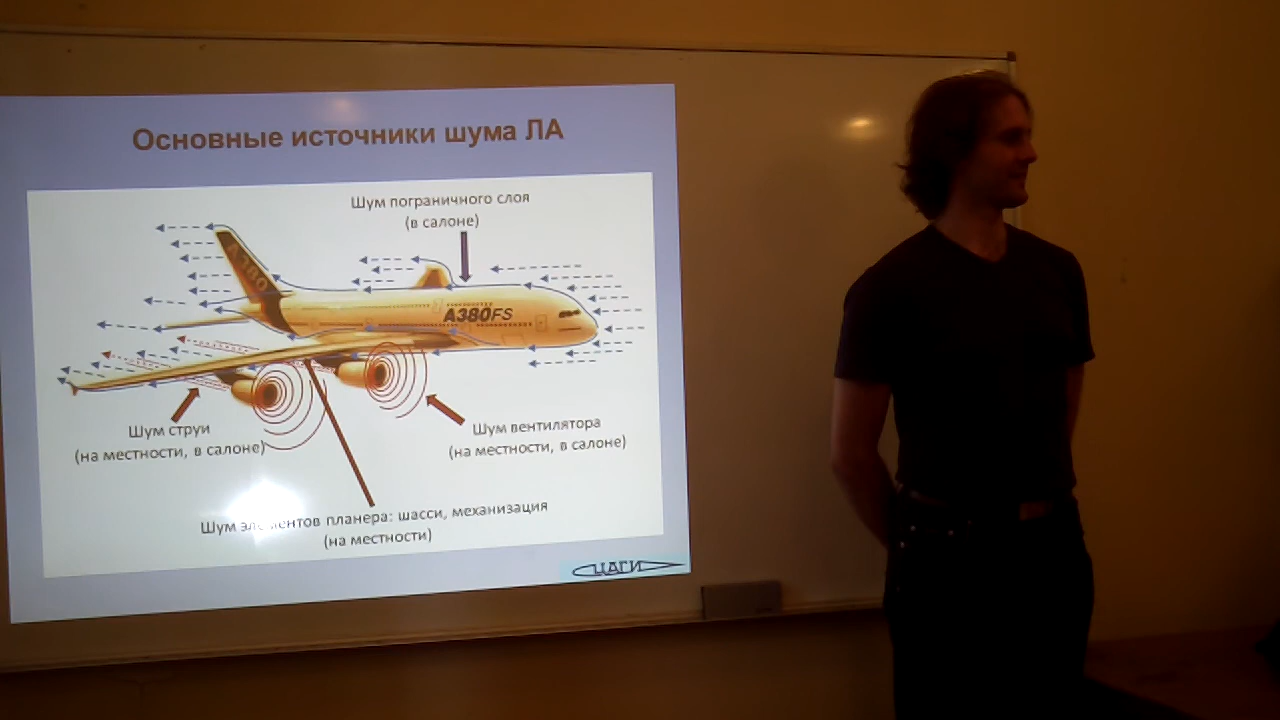 Основные источники шума ЛА
Шум пограничного слоя
(в салоне)
A380
A380FS
Шум струи
(на местности, в салоне)
Шум вентилятора
(на местности, в салоне)
Шум элементов планера: шасси, механизация
(на местности)
ЦАГИ